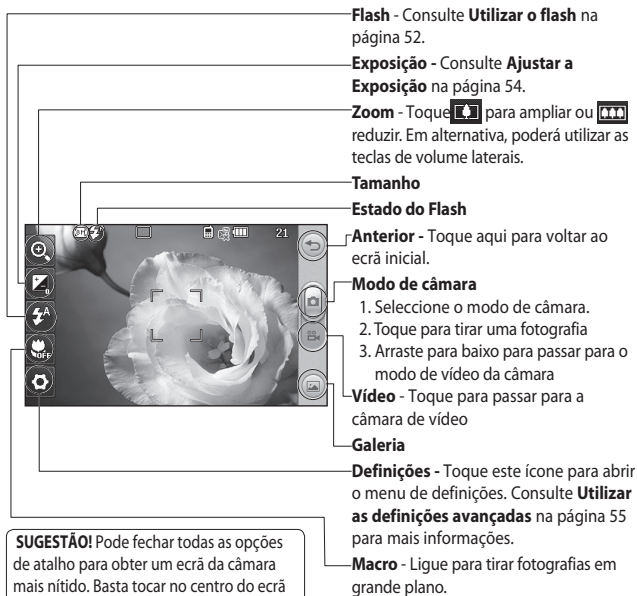 Flash - Consulte Utilizar o flash na
página 52.
Exposição - Consulte Ajustar a
Exposição na página 54.
Zoom - Toque para ampliar ou
reduzir. Em alternativa, poderá utilizar as
teclas de volume laterais.
Tamanho
Estado do Flash
Anterior - Toque aqui para voltar ao
ecrã inicial.
Modo de câmara
1. Seleccione o modo de câmara.
2. Toque para tirar uma fotografia
3. Arraste para baixo para passar para o
modo de vídeo da câmara
Vídeo - Toque para passar para a
câmara de vídeo
Galeria
Definições - Toque este ícone para abrir
o menu de definições. Consulte Utilizar
as definições avançadas na página 55
para mais informações.
Macro - Ligue para tirar fotografias em
grande plano.
21
0
A
OFF
SUGESTÃO! Pode fechar todas as opções
de atalho para obter um ecrã da câmara
mais nítido. Basta tocar no centro do ecrã